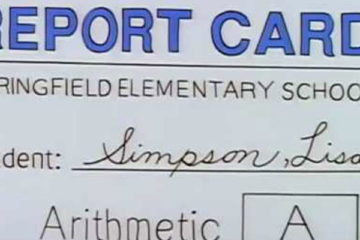 REPORT CARD
RINGFIELD ELEMENTARY SCHOO
dent: Simpson, Lisa
Arithmetic A